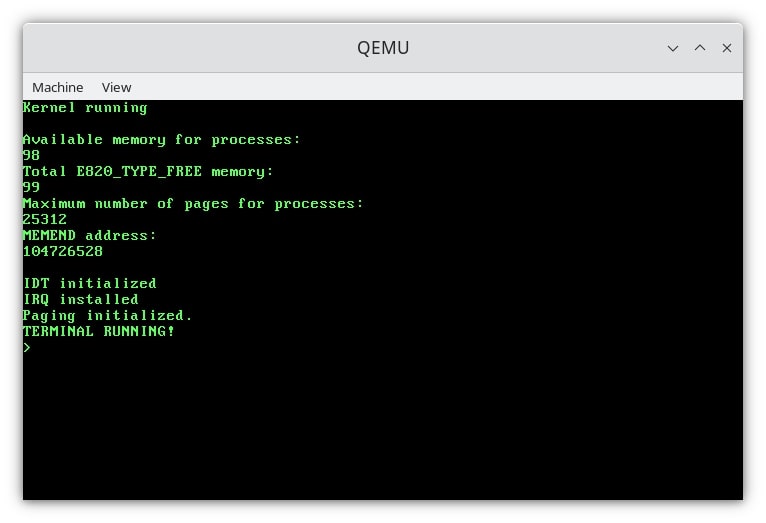 QEMU
Machine View
Kernel running
Available memory for processes:
98
Total E820_TYPE_FREE memory:
99
Maximum number of pages for processes:
25312
MEMEND address:
104726528
IDT initialized
IRQ installed
Paging initialized.
TERMINAL RUNNING!
>